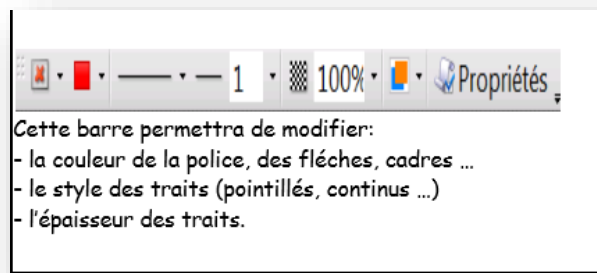 1 100% Propriétés
Cette barre permettra de modifier:
- la couleur de la police, des fléches, cadres ...
- le style des traits (pointillés, continus ...)
- l'épaisseur des traits.